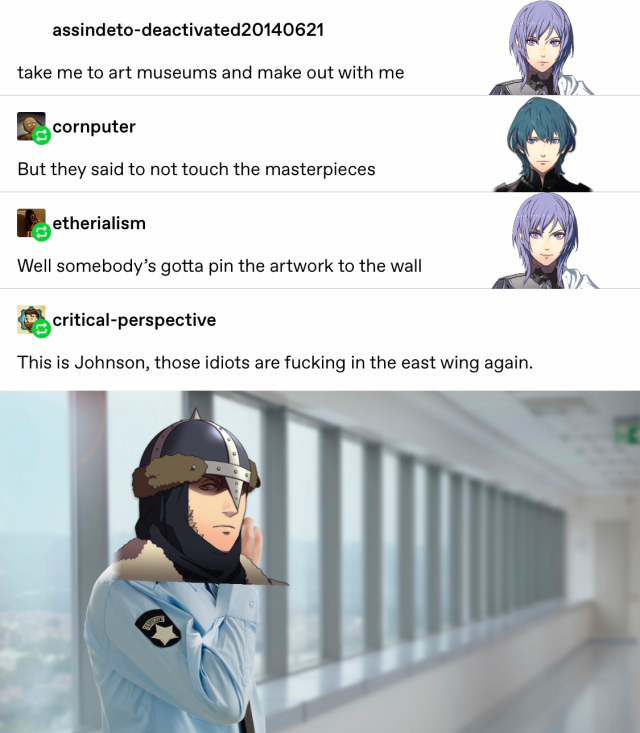 assindeto-deactivated20140621
take me to art museums and make out with me
cornputer
But they said to not touch the masterpieces
etherialism
Well somebody's gotta pin the artwork to the wall
critical-perspective
This is Johnson, those idiots are fucking in the east wing again.
SECURITY